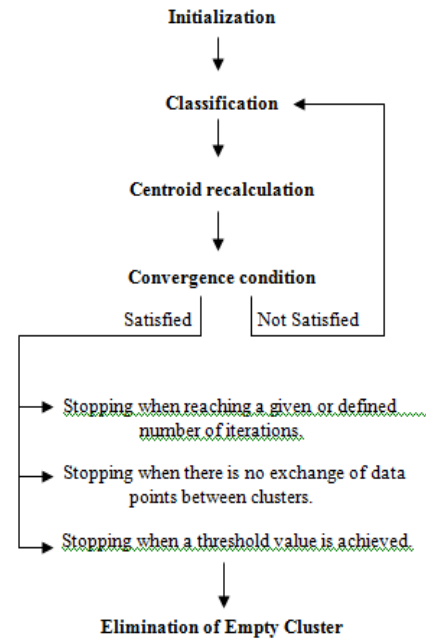 Initialization
Classification
Centroid recalculation
Convergence condition
Satisfied
Not Satisfied
Stopping when reaching a given or defined
number of iterations.
Stopping when there is no exchange of data
points between clusters.
Stopping when a threshold value is achieved.
Elimination of Empty Cluster